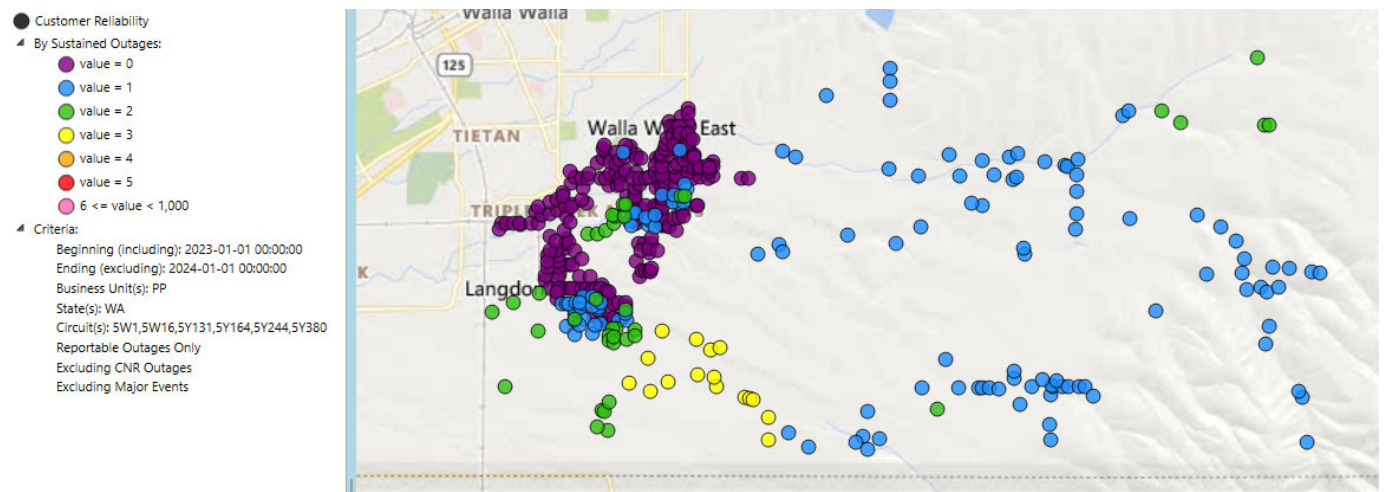 Customer Reliability
By Sustained Outages:
value = 0
value = 1
value = 2
value = 3
value = 4
value = 5
6 <= value < 1,000
Criteria:
Beginning (including): 2023-01-01 00:00:00
Ending (excluding): 2024-01-01 00:00:00
Business Unit(s): PP
State(s): WA
Circuit(s): 5W1,5W16,5Y131,5Y164,5Y244,5Y380
Reportable Outages Only
Excluding CNR Outages
Excluding Major Events
Walla Walla
125
TIETAN
Walla W East
TRIPL
EK
S
K
Langdon